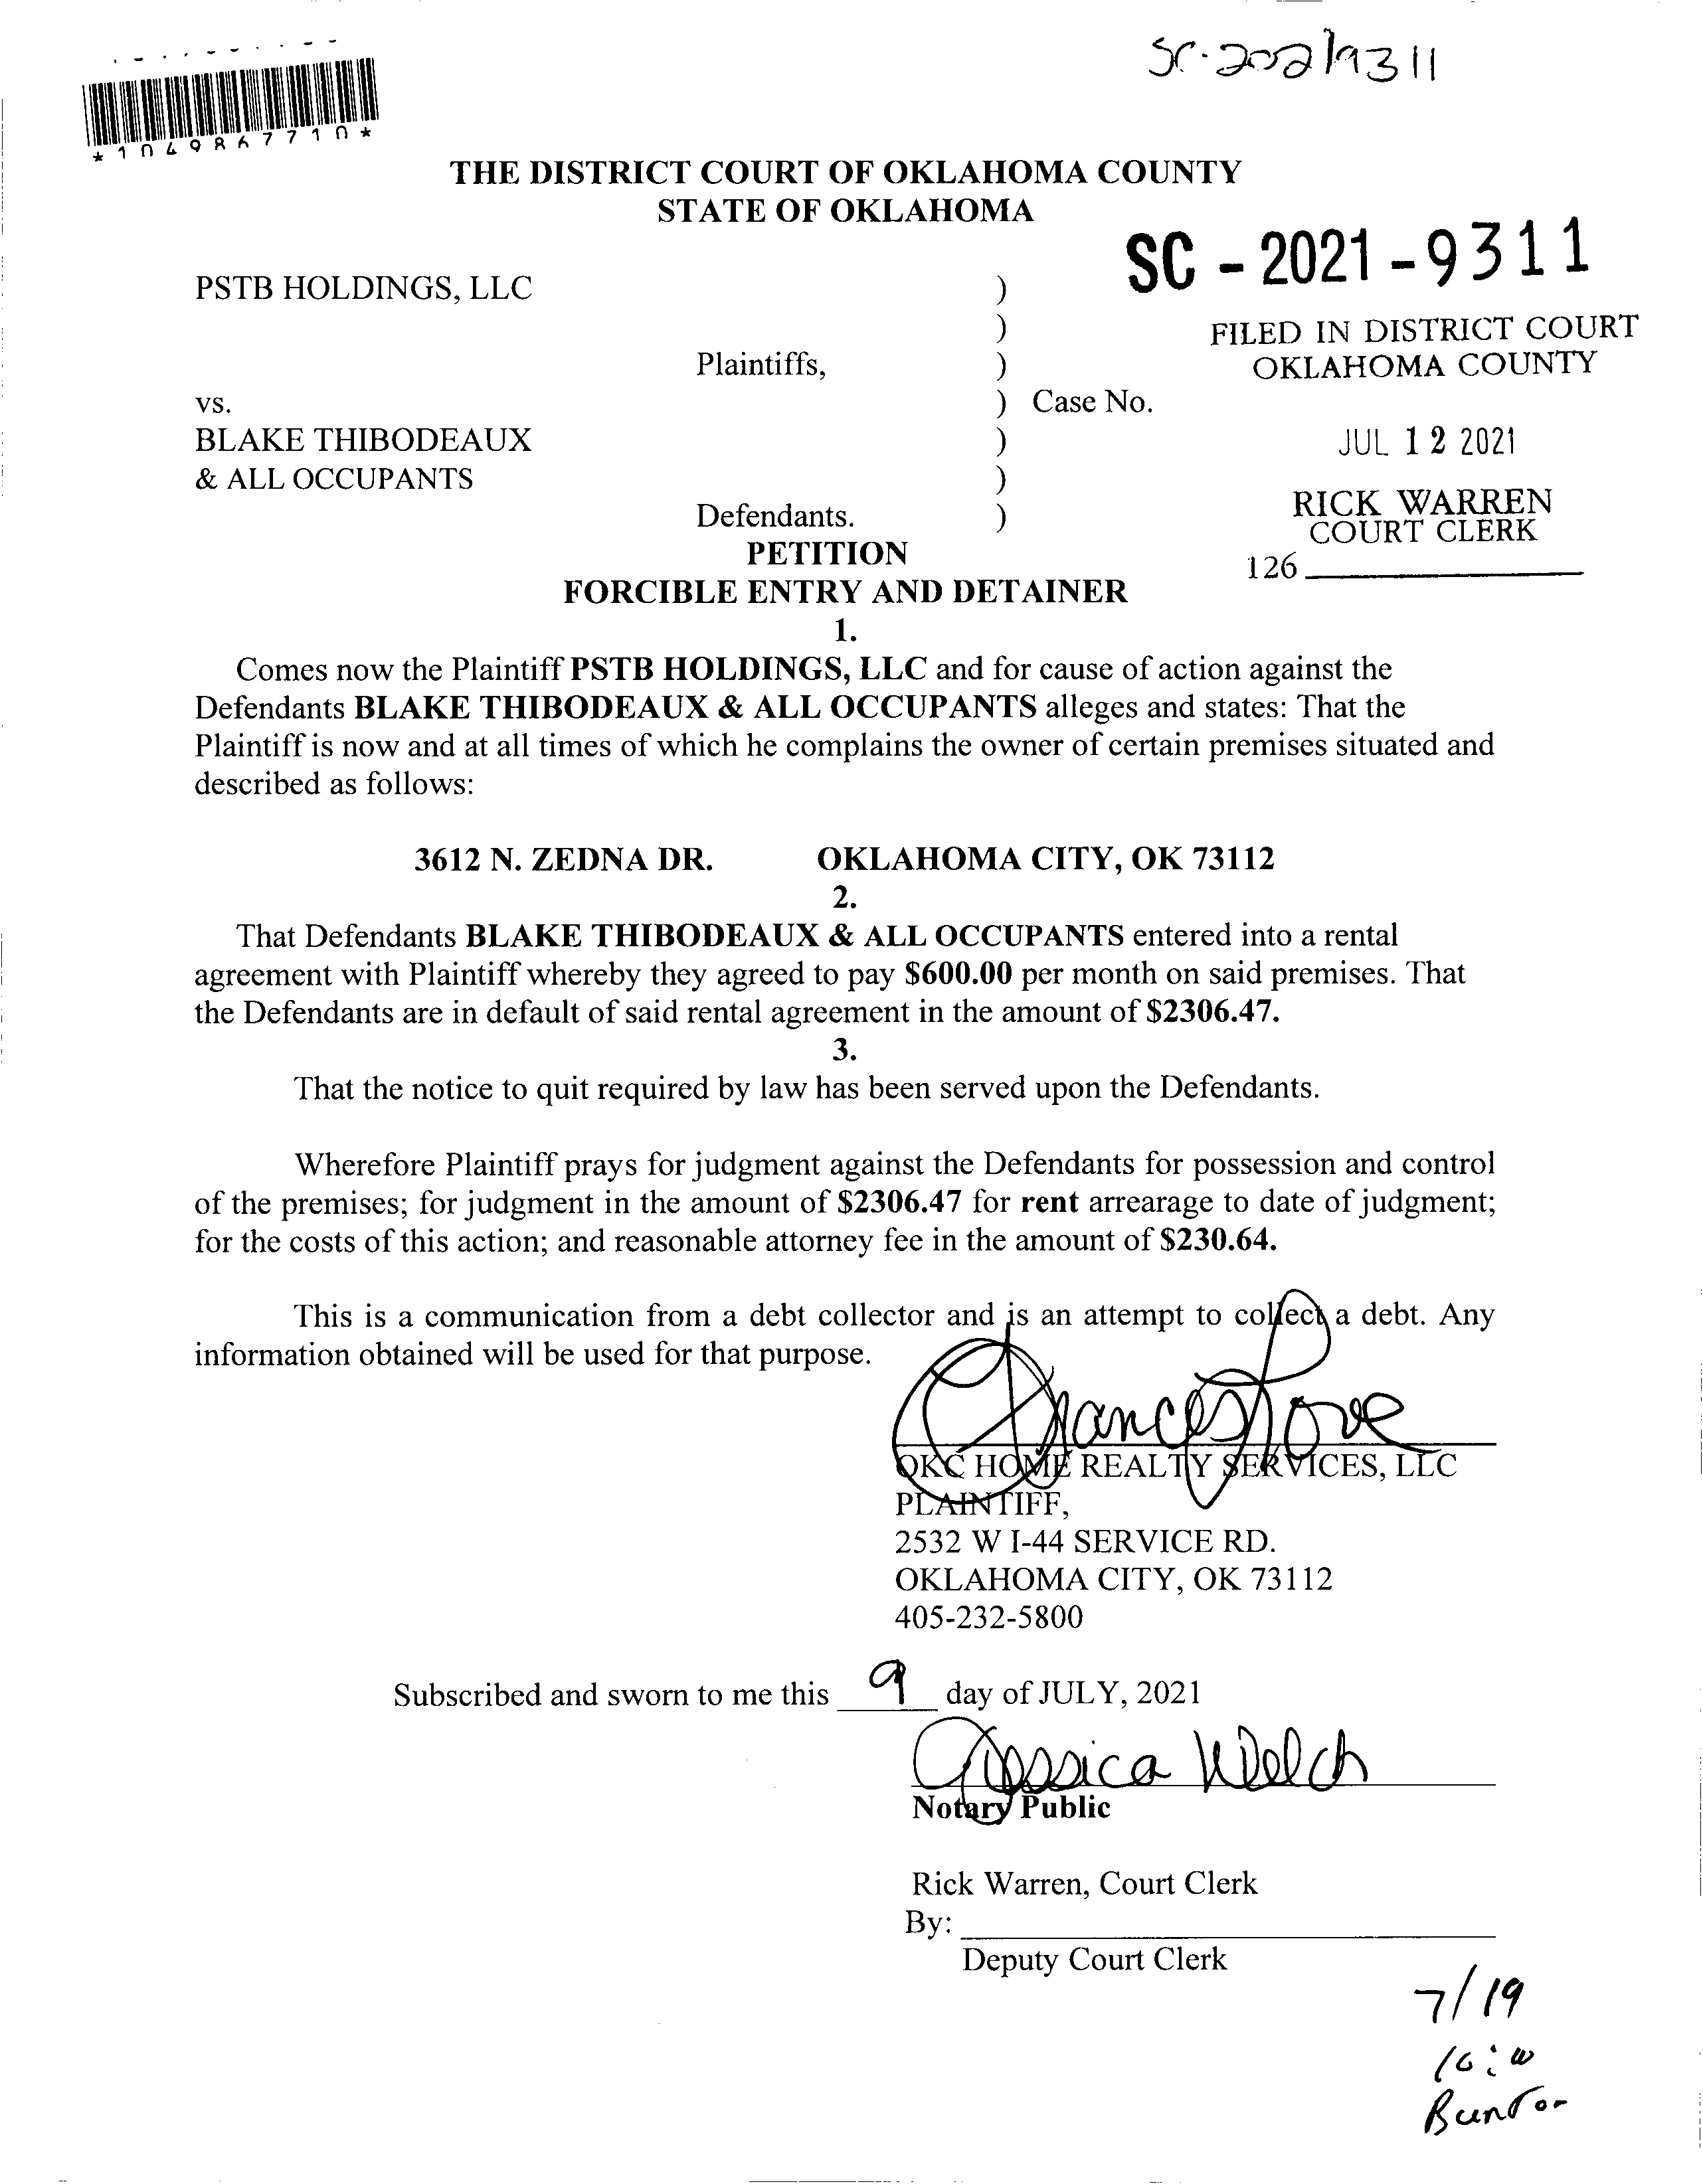 SC-20219311
*1049867710*
THE DISTRICT COURT OF OKLAHOMA COUNTY
STATE OF OKLAHOMA
SC - 2021 - 9311
PSTB HOLDINGS, LLC )
)
FILED IN DISTRICT COURT
Plaintiffs, )
OKLAHOMA COUNTY
vs. ) Case No.
BLAKE THIBODEAUX )
JUL 12 2021
& ALL OCCUPANTS )
RICK WARREN
Defendants. )
COURT CLERK
PETITION
126
FORCIBLE ENTRY AND DETAINER
1.
Comes now the Plaintiff PSTB HOLDINGS, LLC and for cause of action against the
Defendants BLAKE THIBODEAUX & ALL OCCUPANTS alleges and states: That the
Plaintiff is now and at all times of which he complains the owner of certain premises situated and
described as follows:
3612 N. ZEDNA DR. OKLAHOMA CITY, OK 73112
2.
That Defendants BLAKE THIBODEAUX & ALL OCCUPANTS entered into a rental
agreement with Plaintiff whereby they agreed to pay $600.00 per month on said premises. That
the Defendants are in default of said rental agreement in the amount of $2306.47.
3.
That the notice to quit required by law has been served upon the Defendants.
Wherefore Plaintiff prays for judgment against the Defendants for possession and control
of the premises; for judgment in the amount of $2306.47 for rent arrearage to date of judgment;
for the costs of this action; and reasonable attorney fee in the amount of $230.64.
This is a communication from a debt collector and is an attempt to collect a debt. Any
information obtained will be used for that purpose.
OKC HOME REALTY SERVICES, LLC
PLAINTIFF,
2532 W I-44 SERVICE RD.
OKLAHOMA CITY, OK 73112
405-232-5800
Subscribed and sworn to me this 9 day of JULY, 2021
Jessica Welch
Notary Public
Rick Warren, Court Clerk
By:
Deputy Court Clerk
7/19